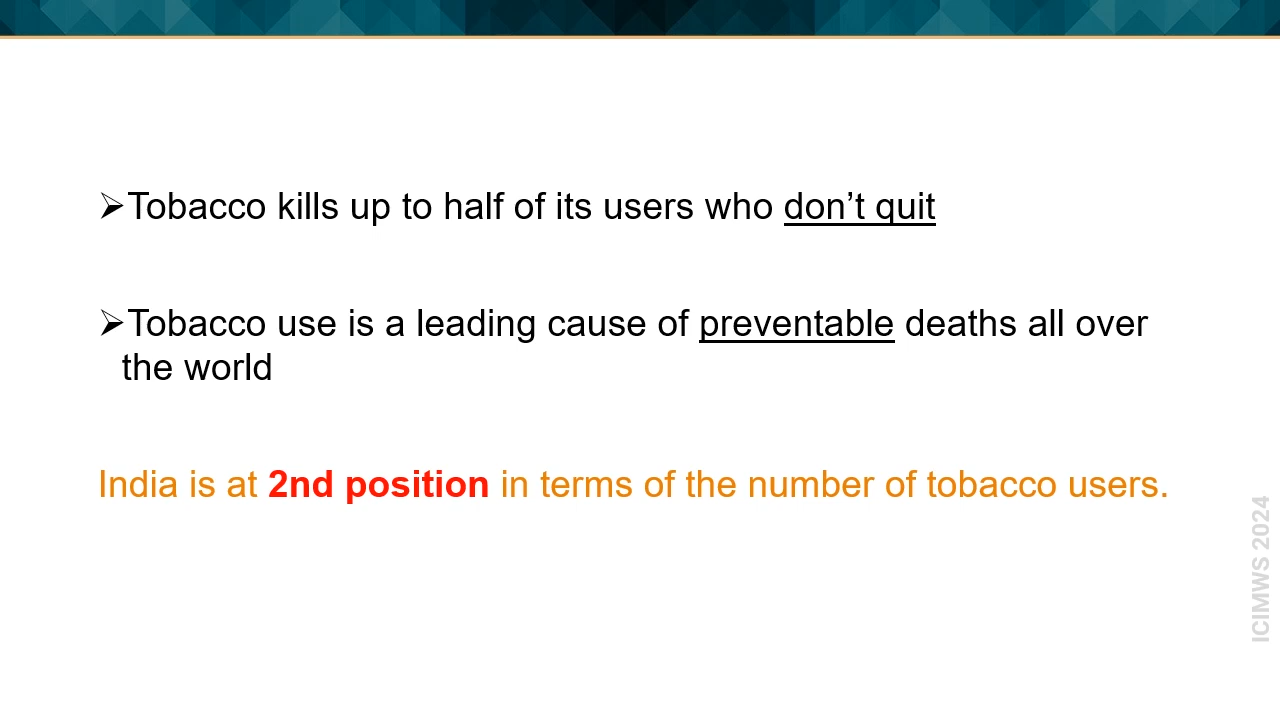 ➢Tobacco kills up to half of its users who don’t quit
➢Tobacco use is a leading cause of preventable deaths all over
the world
India is at 2nd position in terms of the number of tobacco users.
ICIMWS 2024